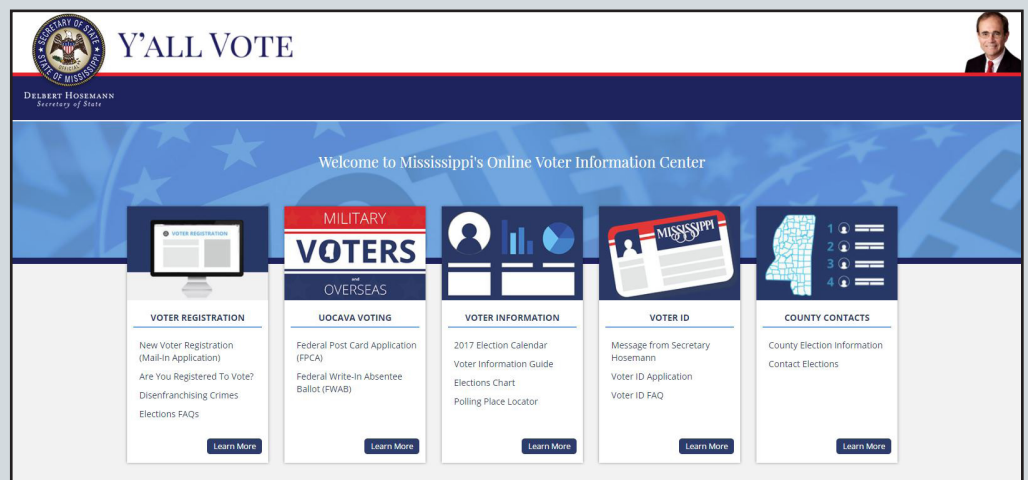 SECRETARY OF STATE
STATE OF MISSISSIPPI
OFFICIAL
Y'ALL VOTE
DELBERT HOSEMANN
Secretary of State
Welcome to Mississippi's Online Voter Information Center
VOTER REGISTRATION
MILITARY
VOTERS
and
OVERSEAS
MISSISSIPPI
1
2
3
4
VOTER REGISTRATION
New Voter Registration
(Mail-In Application)
Are You Registered To Vote?
Disenfranchising Crimes
Elections FAQs
Learn More
UOCAVA VOTING
Federal Post Card Application
(FPCA)
Federal Write-In Absentee
Ballot (FWAB)
Learn More
VOTER INFORMATION
2017 Election Calendar
Voter Information Guide
Elections Chart
Polling Place Locator
Learn More
VOTER ID
Message from Secretary
Hosemann
Voter ID Application
Voter ID FAQ
Learn More
COUNTY CONTACTS
County Election Information
Contact Elections
Learn More